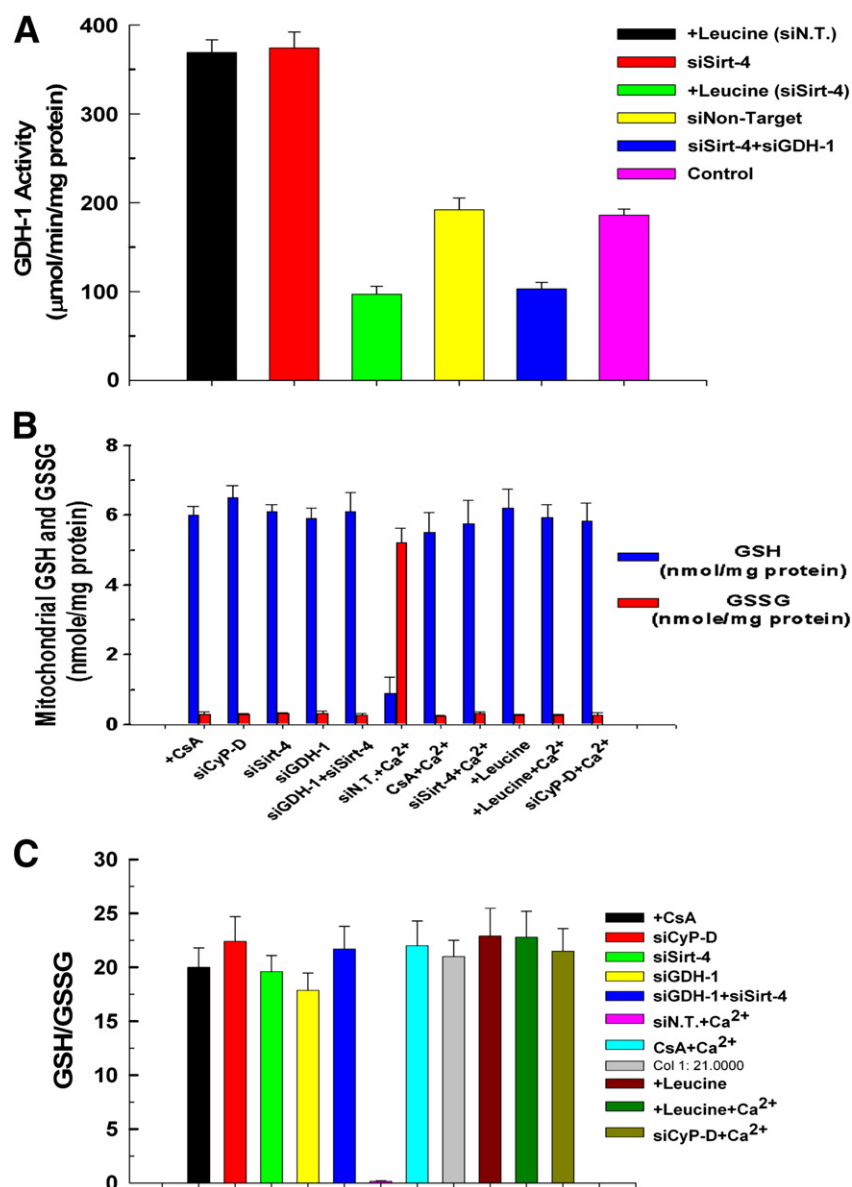 A
400
300
200
100
0
GDH-1 Activity
(µmol/min/mg protein)
+Leucine (siN.T.)
siSirt-4
+Leucine (siSirt-4)
siNon-Target
siSirt-4+siGDH-1
Control
B
8
6
4
2
0
Mitochondrial GSH and GSSG
(nmole/mg protein)
GSH
(nmol/mg protein)
GSSG
(nmole/mg protein)
+CsA
siCyP-D
siSirt-4
siGDH-1
siGDH-1+siSirt-4
siN.T.+Ca2+
CsA+Ca2+
siSirt-4+Ca2+
+Leucine
+Leucine+Ca2+
siCyP-D+Ca2+
C
30
25
20
15
10
5
0
GSH/GSSG
+CsA
siCyP-D
siSirt-4
siGDH-1
siGDH-1+siSirt-4
siN.T.+Ca2+
CsA+Ca2+
Col 1: 21.0000
+Leucine
+Leucine+Ca2+
siCyP-D+Ca2+